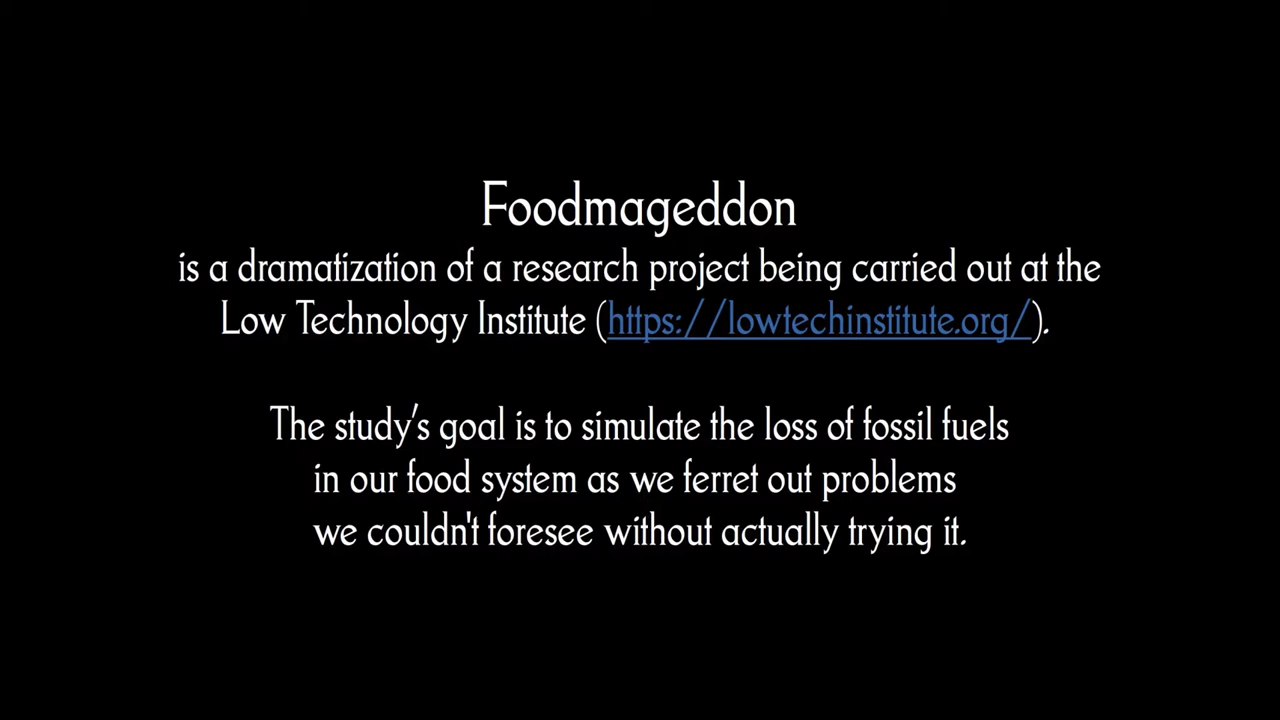 Foodmageddon
is a dramatization of a research project being carried out at the
Low Technology Institute (https://lowtechinstitute.org/).
The study's goal is to simulate the loss of fossil fuels
in our food system as we ferret out problems
we couldn't foresee without actually trying it.